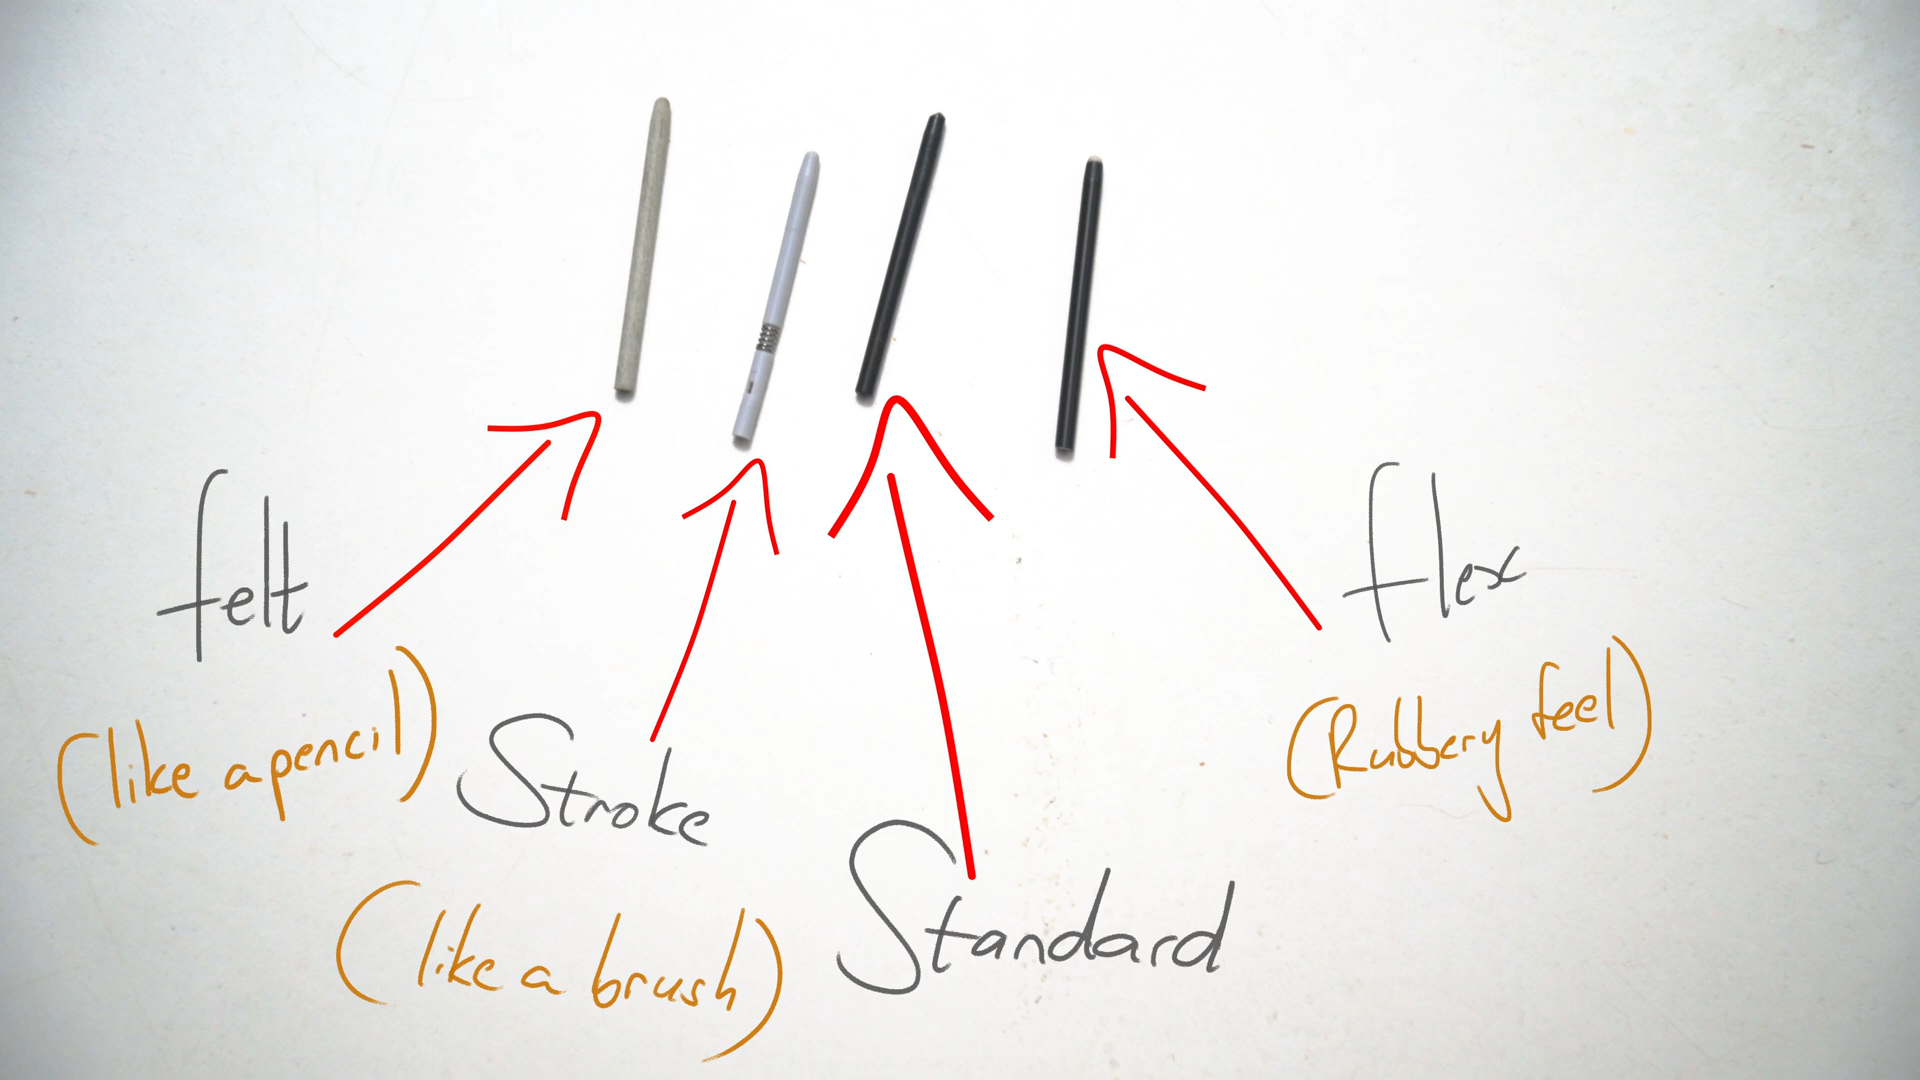 felt
(like a pencil)
Stroke
(like a brush)
Standard
flex
(Rubbery feel)